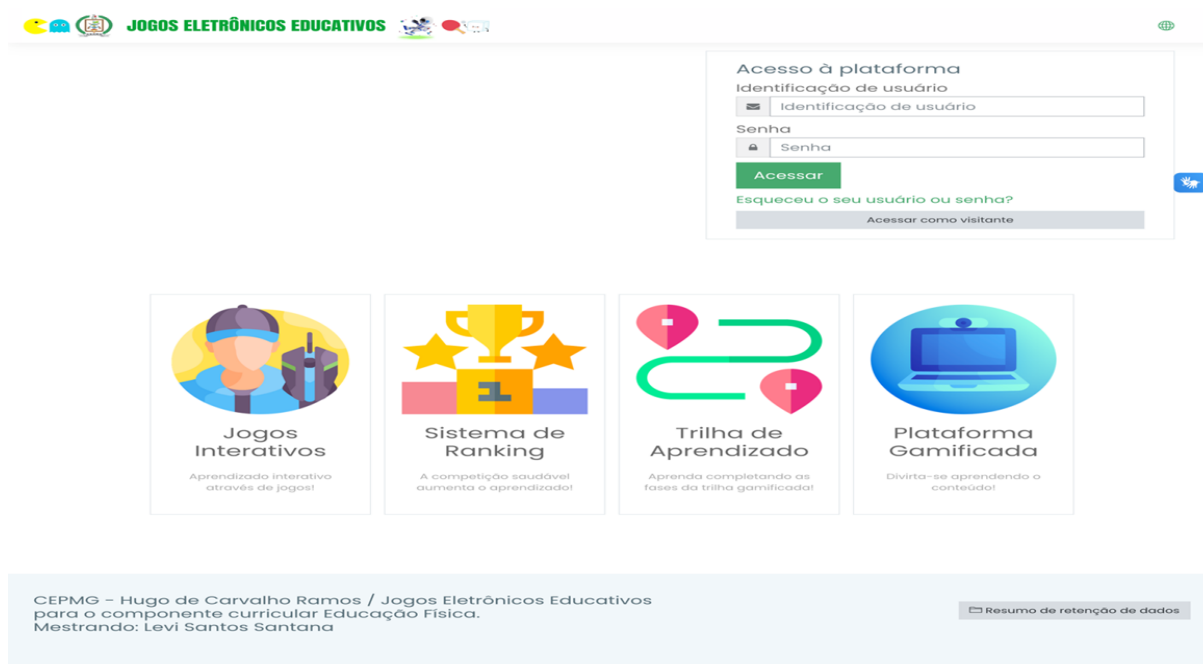 JOGOS ELETRÔNICOS EDUCATIVOS
Acesso à plataforma
Identificação de usuário
Identificação de usuário
Senha
Senha
Acessar
Esqueceu o seu usuário ou senha?
Acessar como visitante
1
Jogos
Interativos
Aprendizado interativo
através de jogos!
Sistema de
Ranking
A competição saudável
aumenta o aprendizado!
Trilha de
Aprendizado
Aprenda completando as
fases da trilha gamificada!
Plataforma
Gamificada
Divirta-se aprendendo o
conteúdo!
CEPMG - Hugo de Carvalho Ramos / Jogos Eletrônicos Educativos
para o componente curricular Educação Física.
Mestrando: Levi Santos Santana
Resumo de retenção de dados